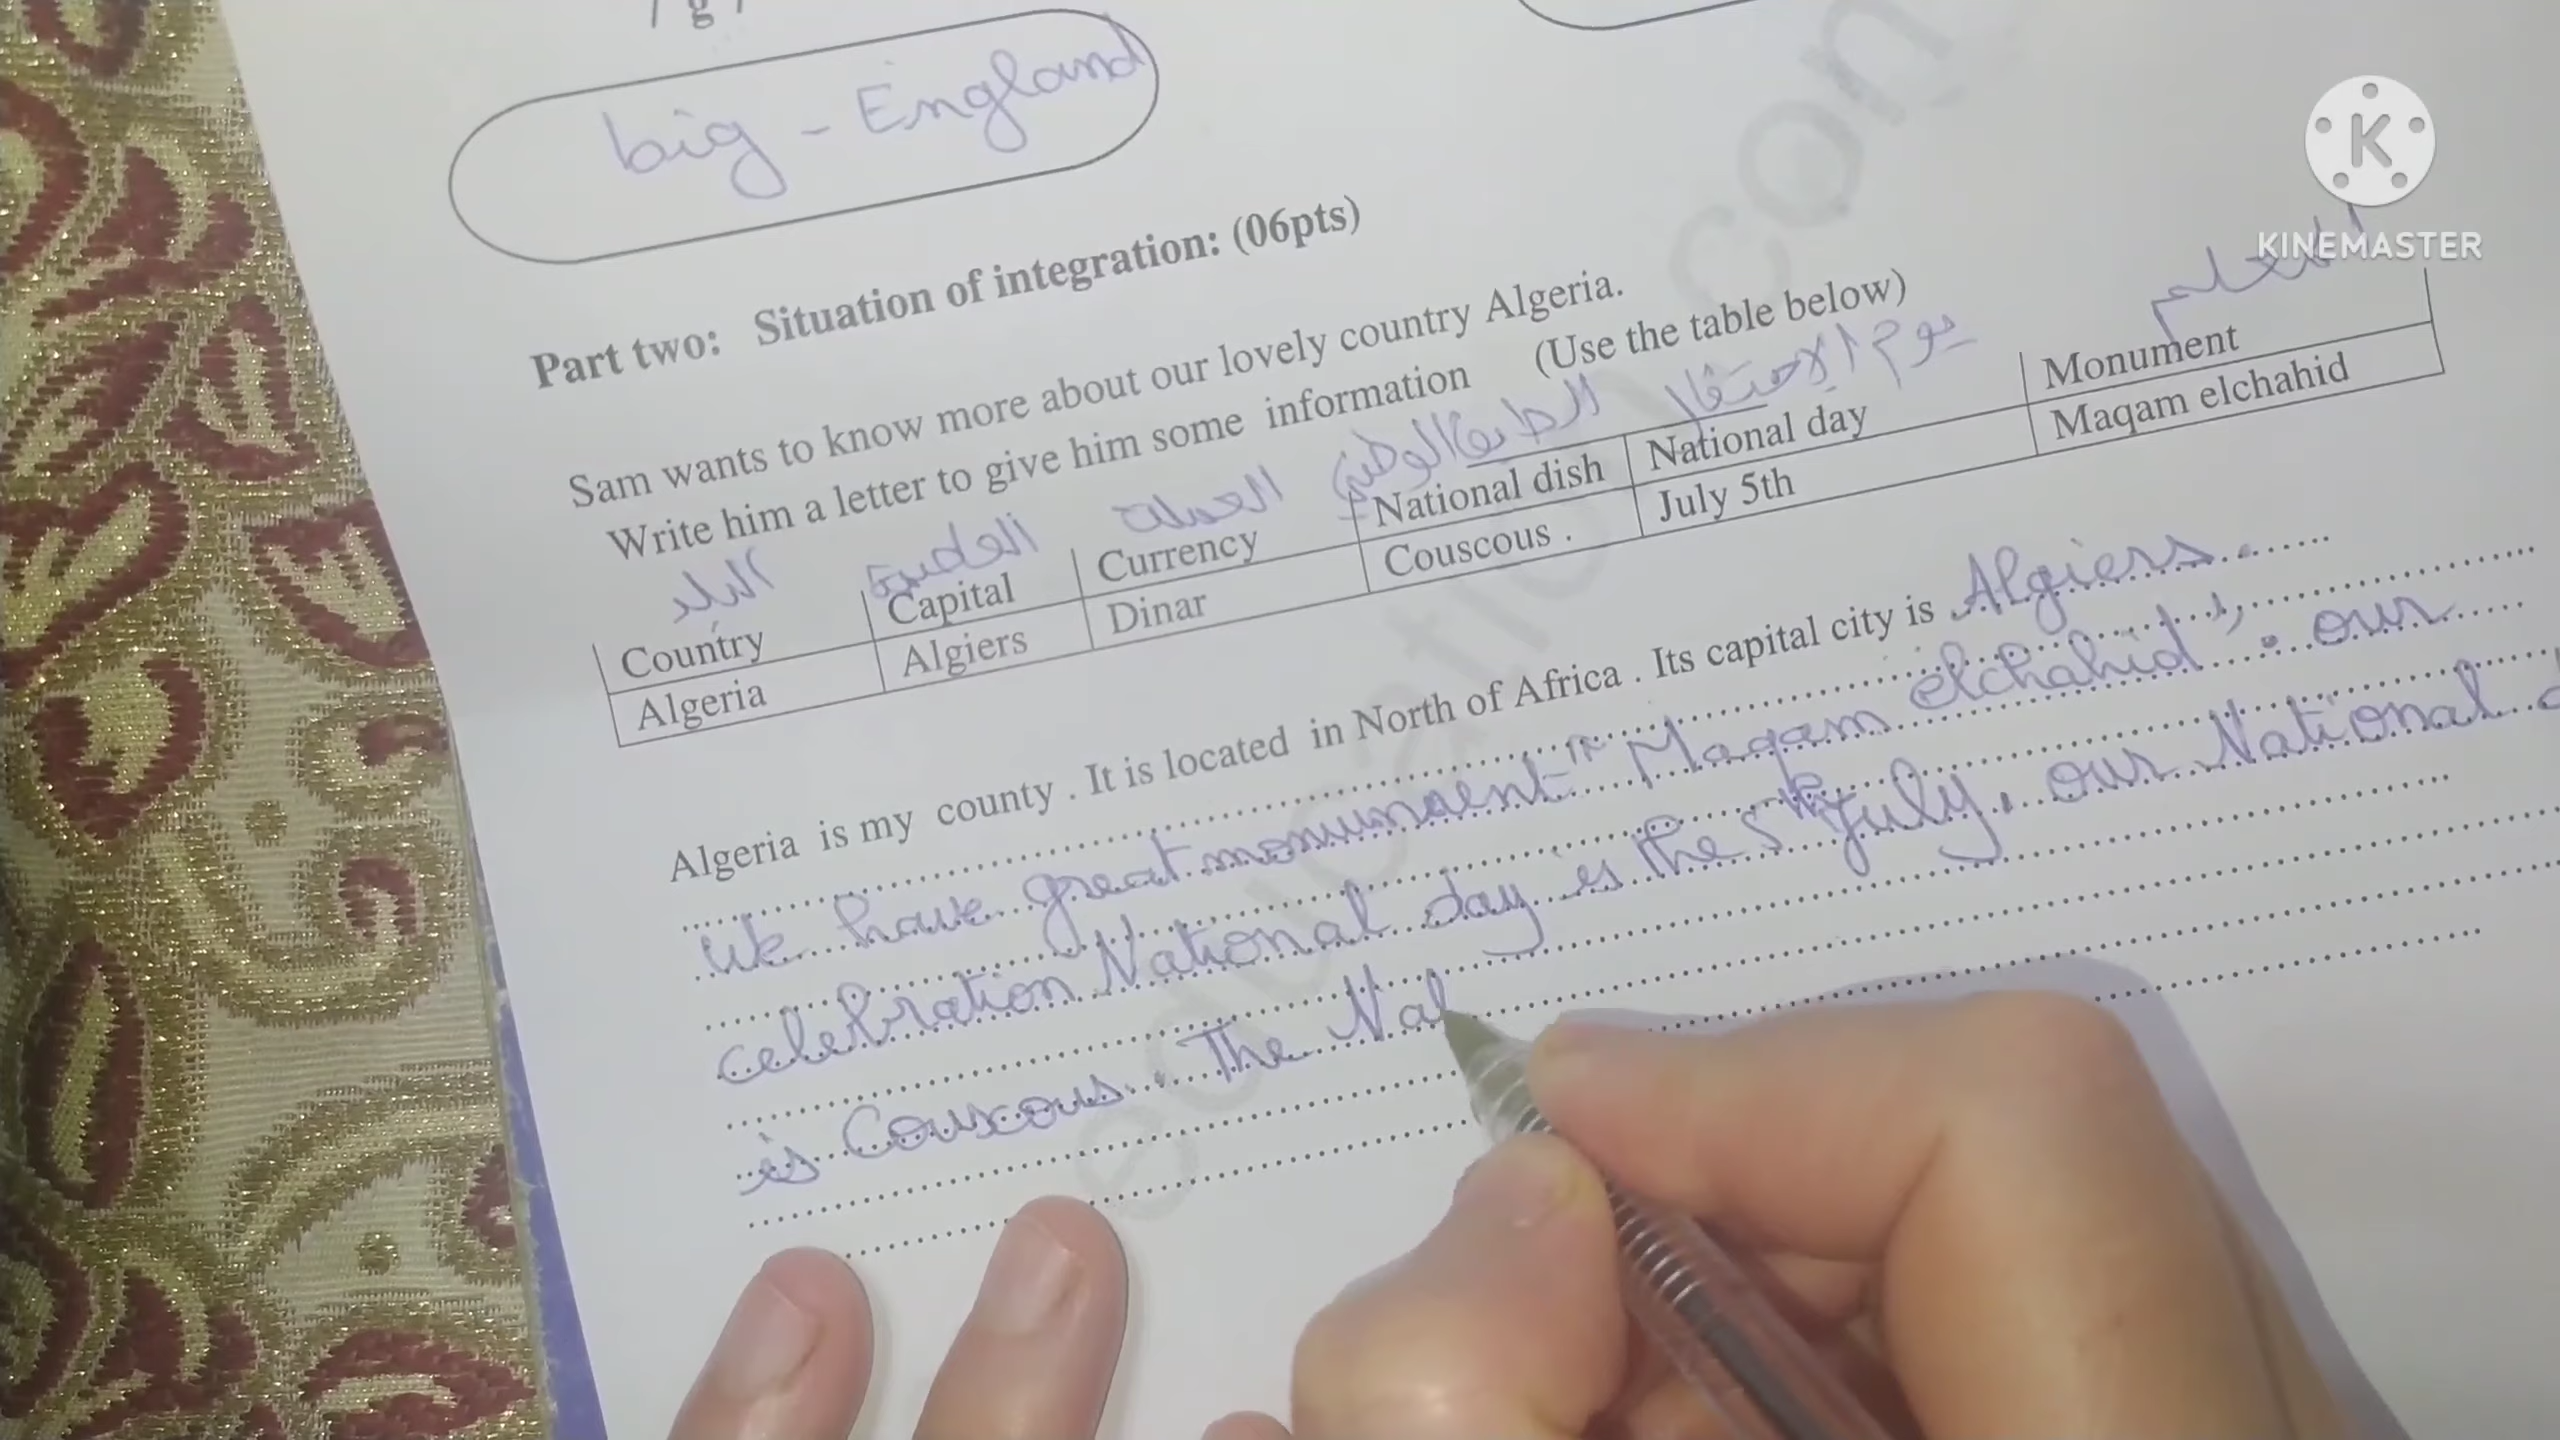 / g /
big - England
K
KINEMASTER
Part two: Situation of integration: (06pts)
Sam wants to know more about our lovely country Algeria.
Write him a letter to give him some information (Use the table below)
البلد العاصمة العملة الطبق الوطني يوم الإستقلال المعلم
Country Capital Currency National dish National day Monument
Algeria Algiers Dinar Couscous . July 5th Maqam elchahid
Algeria is my county . It is located in North of Africa . Its capital city is Algiers.
We have great monument "Maqam elchahid". our
celebration National day is the 5th July. our National d
is Couscous. The Nat